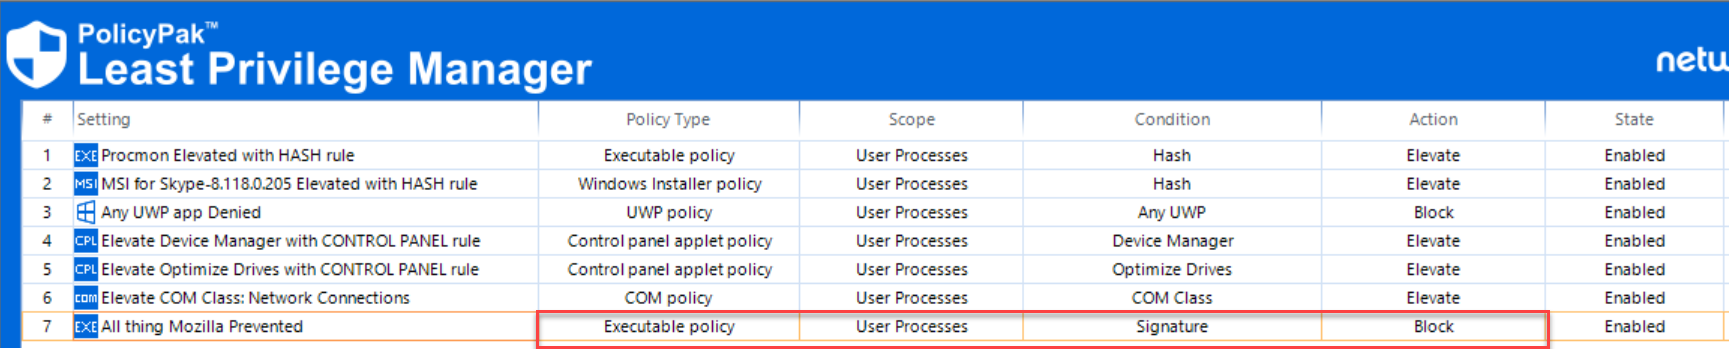 PolicyPak™
Least Privilege Manager
netw
# Setting Policy Type Scope Condition Action State
1 EXE Procmon Elevated with HASH rule Executable policy User Processes Hash Elevate Enabled
2 MSI MSI for Skype-8.118.0.205 Elevated with HASH rule Windows Installer policy User Processes Hash Elevate Enabled
3 Any UWP app Denied UWP policy User Processes Any UWP Block Enabled
4 CPL Elevate Device Manager with CONTROL PANEL rule Control panel applet policy User Processes Device Manager Elevate Enabled
5 CPL Elevate Optimize Drives with CONTROL PANEL rule Control panel applet policy User Processes Optimize Drives Elevate Enabled
6 com Elevate COM Class: Network Connections COM policy User Processes COM Class Elevate Enabled
7 EXE All thing Mozilla Prevented Executable policy User Processes Signature Block Enabled